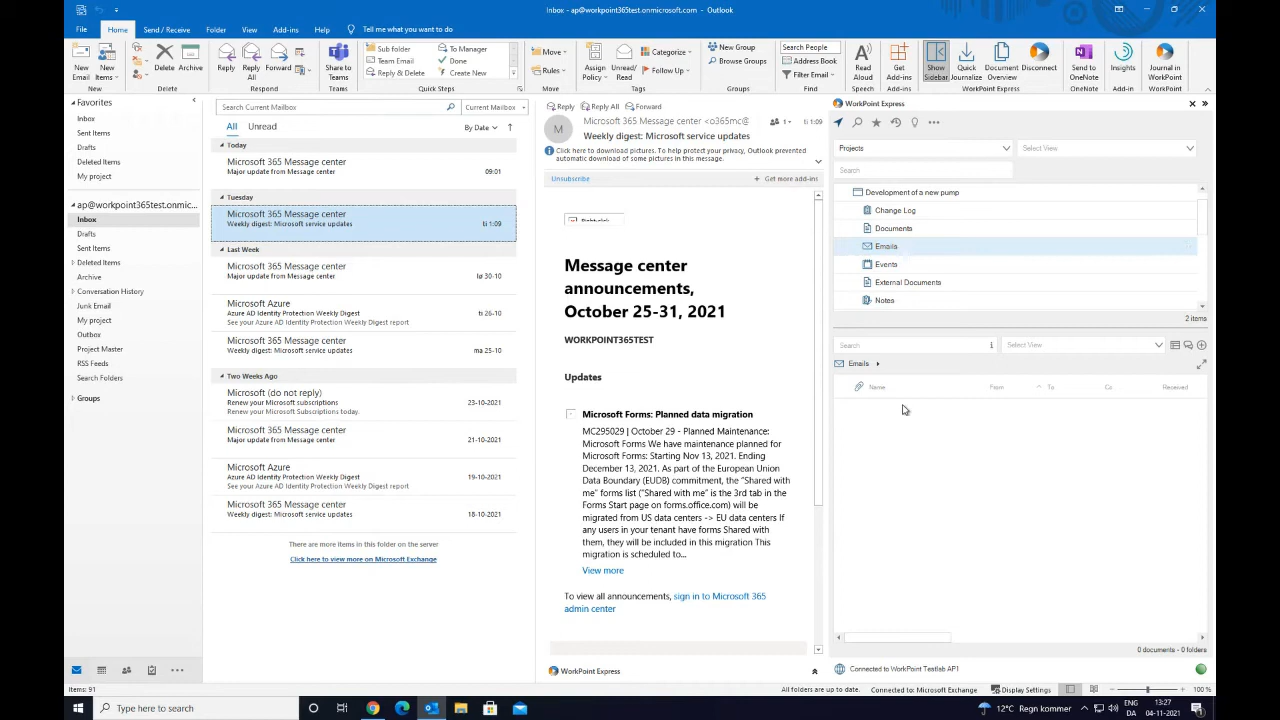 Inbox - ap@workpoint365test.onmicrosoft.com - Outlook
File Home Send / Receive Folder View Add-ins Help Tell me what you want to do
New Email
New Items
Delete Archive
Reply Reply All Forward
Share to Teams
Sub folder
Team Email
Reply & Delete
To Manager
Done
Create New
Move
Rules
Assign Policy
Unread/ Read
Categorize
Follow Up
New Group
Browse Groups
Search People
Address Book
Filter Email
Read Aloud
Get Add-ins
Show Sidebar
Quick Journalize
Document Overview
Disconnect
Send to OneNote
Insights
Journal in WorkPoint
New Delete Respond Quick Steps Move Tags Groups Find Speech Add-ins WorkPoint Express OneNote Add-in WorkPoint
Favorites
Inbox
Sent Items
Drafts
Deleted Items
My project
ap@workpoint365test.onmic...
Inbox
Drafts
Sent Items
Deleted Items
Archive
Conversation History
Junk Email
My project
Outbox
Project Master
RSS Feeds
Search Folders
Groups
Search Current Mailbox Current Mailbox
All Unread By Date
Today
Microsoft 365 Message center
Major update from Message center 09:01
Tuesday
Microsoft 365 Message center
Weekly digest: Microsoft service updates ti 1:09
Last Week
Microsoft 365 Message center
Major update from Message center lø 30-10
Microsoft Azure
Azure AD Identity Protection Weekly Digest ti 26-10
See your Azure AD Identity Protection Weekly Digest report
Microsoft 365 Message center
Weekly digest: Microsoft service updates ma 25-10
Two Weeks Ago
Microsoft (do not reply)
Renew your Microsoft subscriptions 23-10-2021
Renew your Microsoft Subscriptions today.
Microsoft 365 Message center
Major update from Message center 21-10-2021
Microsoft Azure
Azure AD Identity Protection Weekly Digest 19-10-2021
See your Azure AD Identity Protection Weekly Digest report
Microsoft 365 Message center
Weekly digest: Microsoft service updates 18-10-2021
There are more items in this folder on the server
Click here to view more on Microsoft Exchange
Reply Reply All Forward
M
Microsoft 365 Message center <o365mc@ 1 ti 1:09
Weekly digest: Microsoft service updates
Click here to download pictures. To help protect your privacy, Outlook prevented
automatic download of some pictures in this message.
Unsubscribe + Get more add-ins
Message center
announcements,
October 25-31, 2021
WORKPOINT365TEST
Updates
Microsoft Forms: Planned data migration
MC295029 | October 29 - Planned Maintenance:
Microsoft Forms We have maintenance planned for
Microsoft Forms: Starting Nov 13, 2021. Ending
December 13, 2021. As part of the European Union
Data Boundary (EUDB) commitment, the "Shared with
me" forms list ("Shared with me" is the 3rd tab in the
Forms Start page on forms.office.com) will be
migrated from US data centers -> EU data centers If
any users in your tenant have forms Shared with
them, they will be included in this migration This
migration is scheduled to...
View more
To view all announcements, sign in to Microsoft 365
admin center
WorkPoint Express
WorkPoint Express
Projects Select View
Search
Development of a new pump
Change Log
Documents
Emails
Events
External Documents
Notes
2 items
Search Select View
Emails
Name From To Cc Received
0 documents - 0 folders
Connected to WorkPoint Testlab AP1
Items: 91 All folders are up to date. Connected to: Microsoft Exchange Display Settings 100 %
Type here to search 12°C Regn kommer ENG DA 13:27 04-11-2021